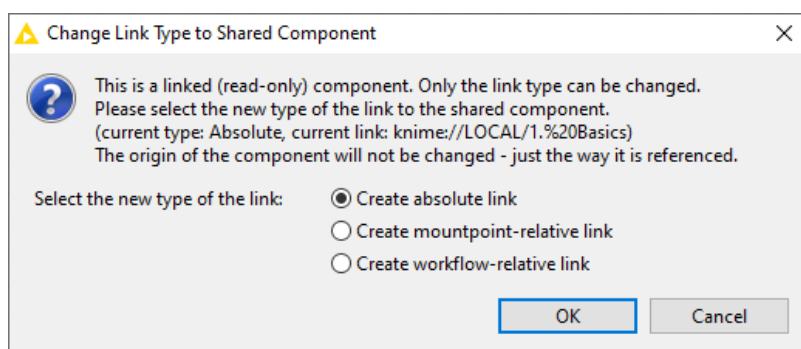 Change Link Type to Shared Component
This is a linked (read-only) component. Only the link type can be changed.
Please select the new type of the link to the shared component.
(current type: Absolute, current link: knime://LOCAL/1.%20Basics)
The origin of the component will not be changed - just the way it is referenced.
Select the new type of the link:
Create absolute link
Create mountpoint-relative link
Create workflow-relative link
OK Cancel